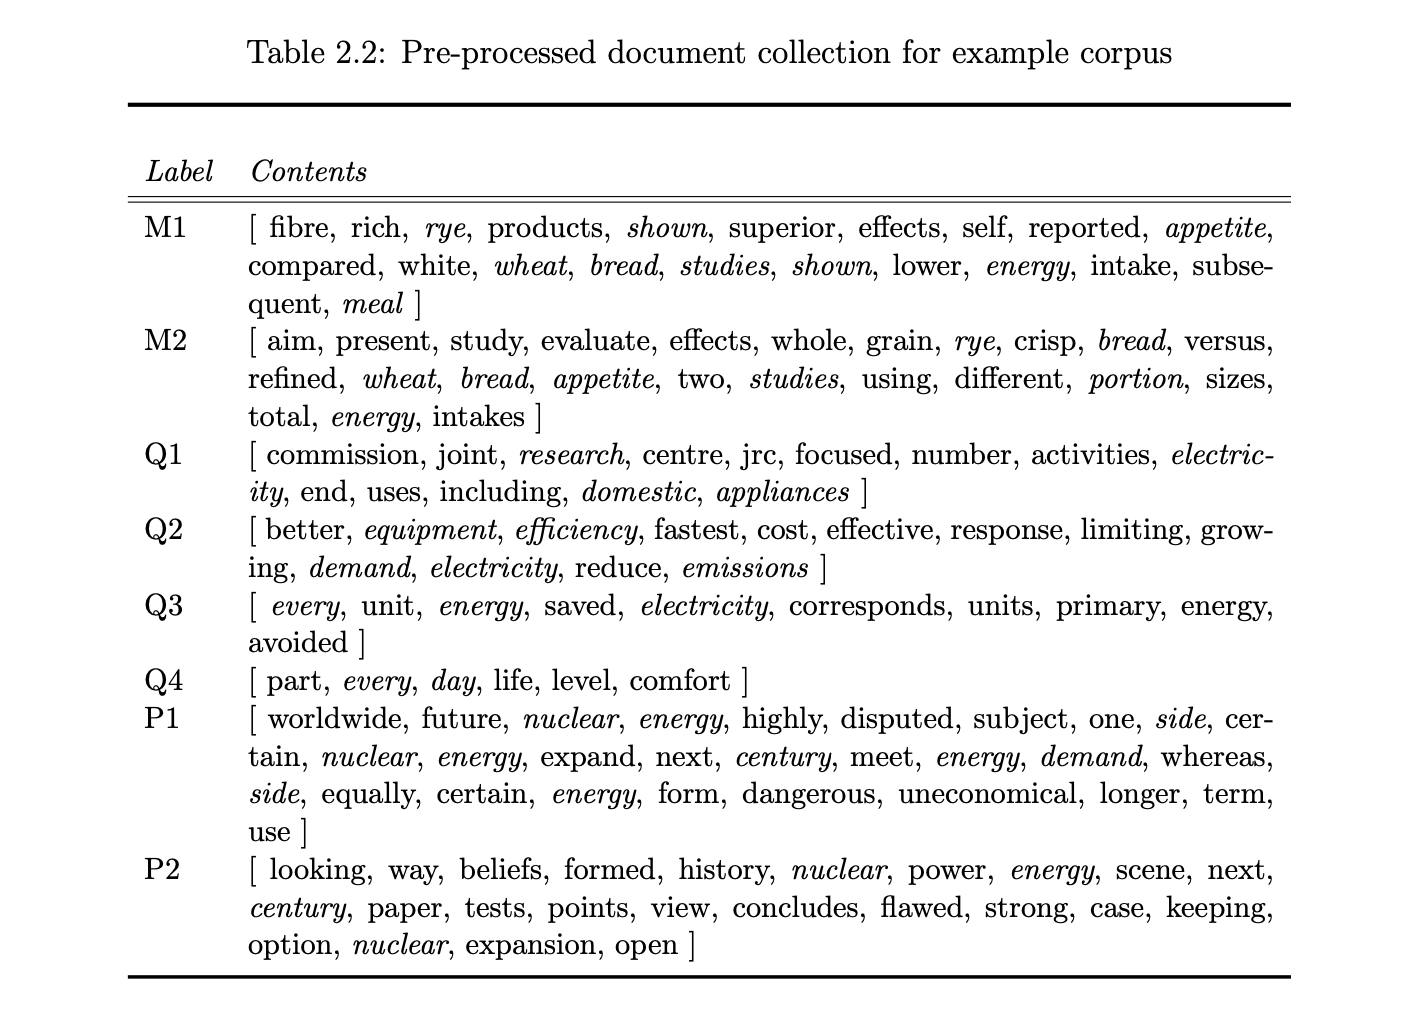 Table 2.2: Pre-processed document collection for example corpus
Label Contents
M1 [ fibre, rich, rye, products, shown, superior, effects, self, reported, appetite,
compared, white, wheat, bread, studies, shown, lower, energy, intake, subse-
quent, meal ]
M2 [ aim, present, study, evaluate, effects, whole, grain, rye, crisp, bread, versus,
refined, wheat, bread, appetite, two, studies, using, different, portion, sizes,
total, energy, intakes ]
Q1 [ commission, joint, research, centre, jrc, focused, number, activities, electric-
ity, end, uses, including, domestic, appliances ]
Q2 [ better, equipment, efficiency, fastest, cost, effective, response, limiting, grow-
ing, demand, electricity, reduce, emissions ]
Q3 [ every, unit, energy, saved, electricity, corresponds, units, primary, energy,
avoided ]
Q4 [ part, every, day, life, level, comfort ]
P1 [ worldwide, future, nuclear, energy, highly, disputed, subject, one, side, cer-
tain, nuclear, energy, expand, next, century, meet, energy, demand, whereas,
side, equally, certain, energy, form, dangerous, uneconomical, longer, term,
use ]
P2 [ looking, way, beliefs, formed, history, nuclear, power, energy, scene, next,
century, paper, tests, points, view, concludes, flawed, strong, case, keeping,
option, nuclear, expansion, open ]